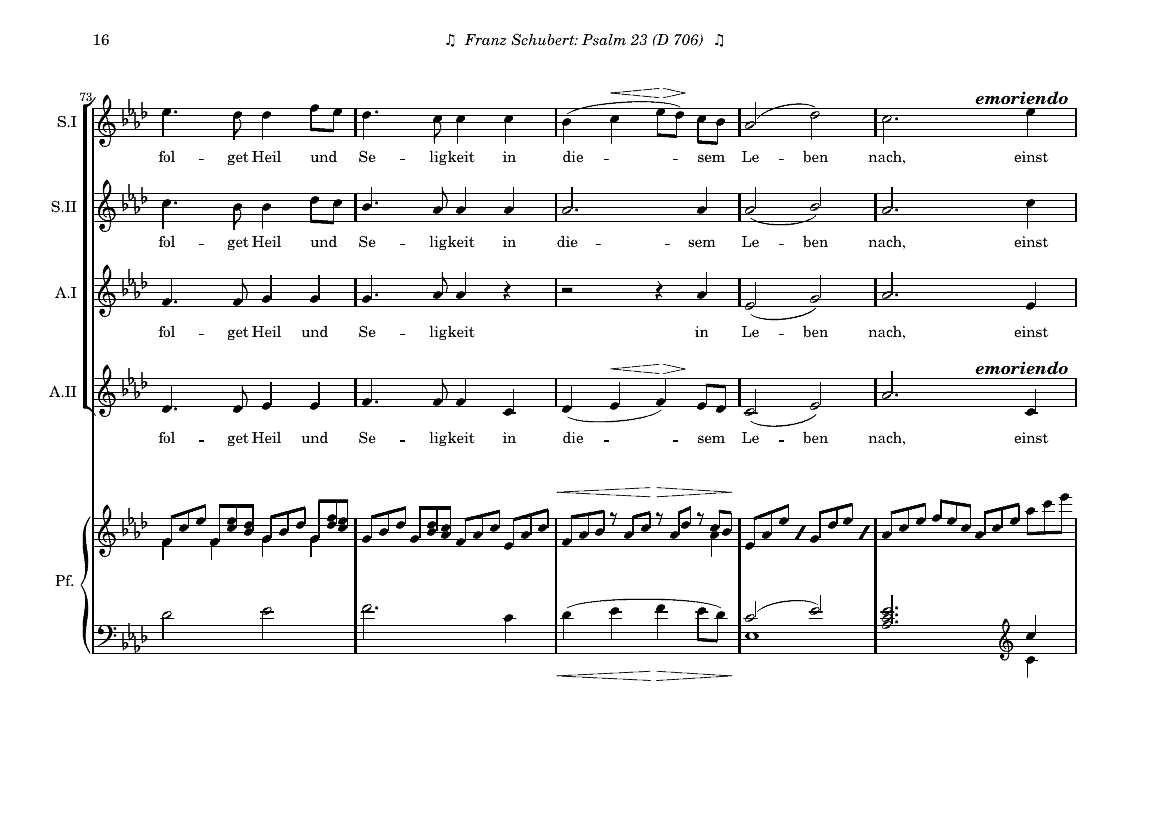 16 ♫ Franz Schubert: Psalm 23 (D 706) ♫
73
emoriendo
S.I
fol - get Heil und Se - ligkeit in die - - sem Le - ben nach, einst
S.II
fol - get Heil und Se - ligkeit in die - - sem Le - ben nach, einst
A.I
fol - get Heil und Se - ligkeit in Le - ben nach, einst
emoriendo
A.II
fol - get Heil und Se - ligkeit in die - - sem Le - ben nach, einst
Pf.